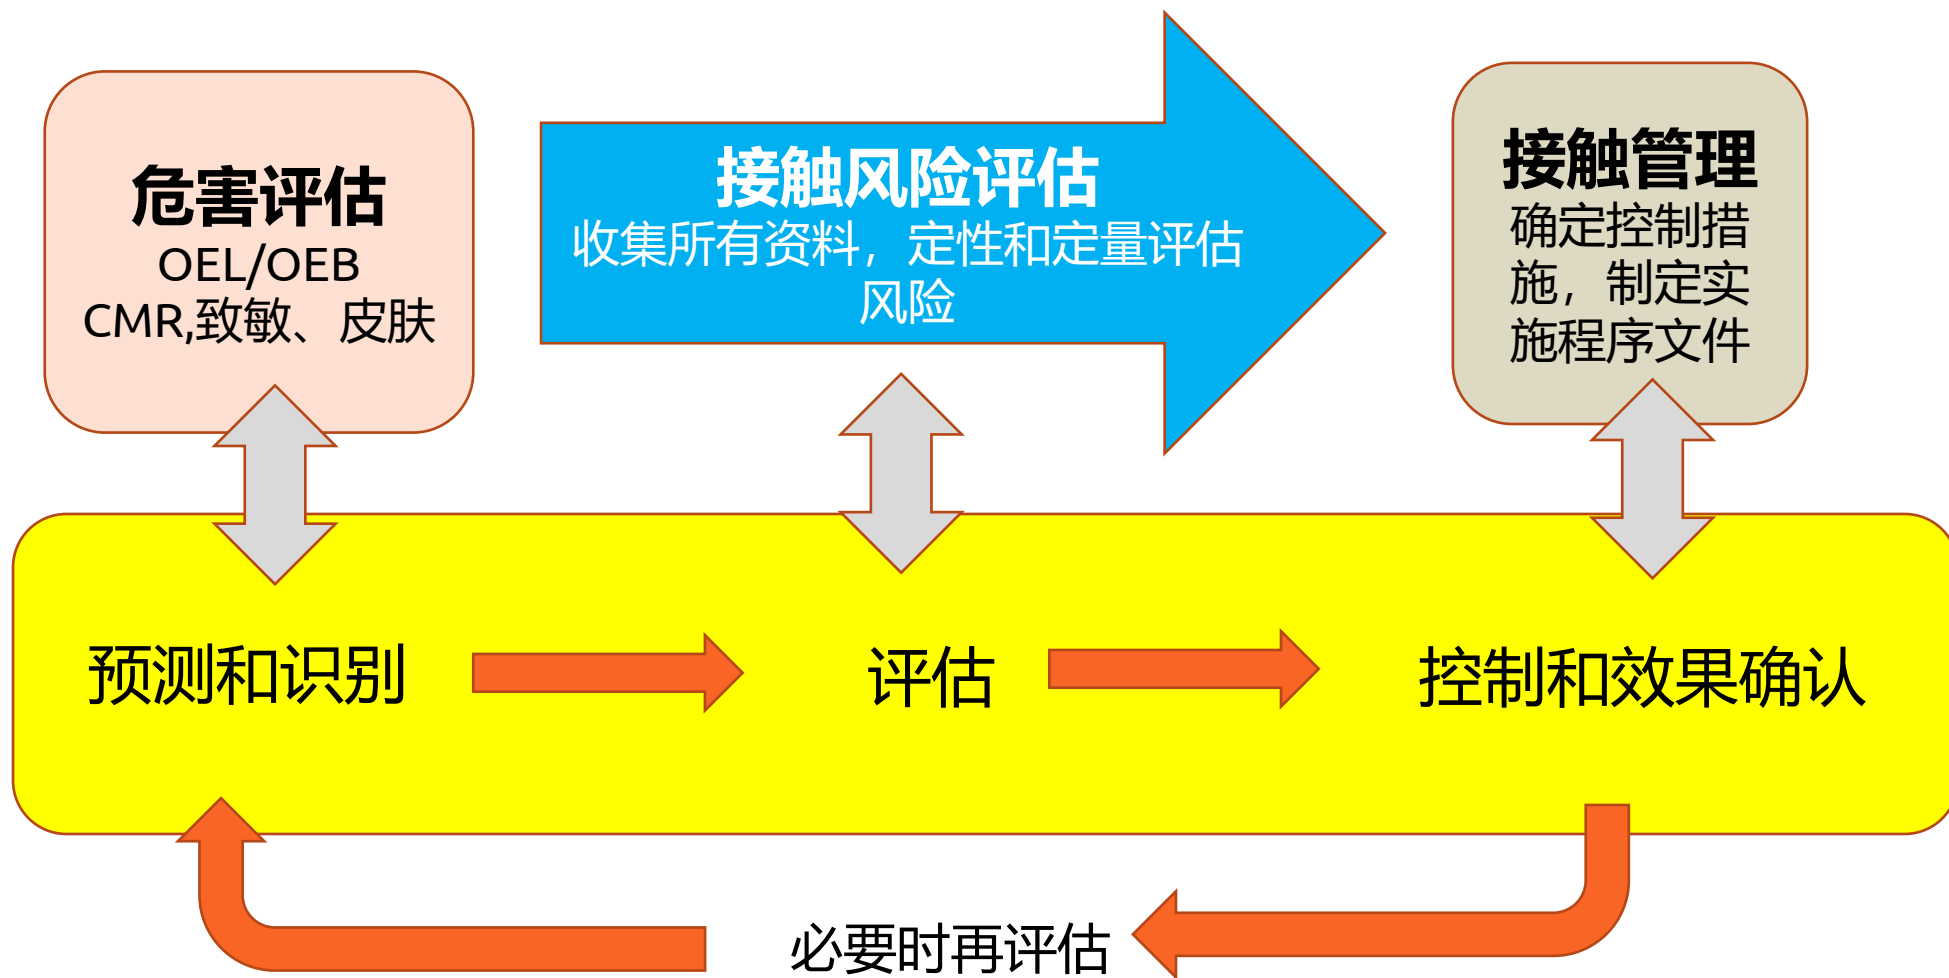 危害评估
OEL/OEB
CMR,致敏、皮肤
接触风险评估
收集所有资料，定性和定量评估
风险
接触管理
确定控制措
施，制定实
施程序文件
预测和识别
评估
控制和效果确认
必要时再评估